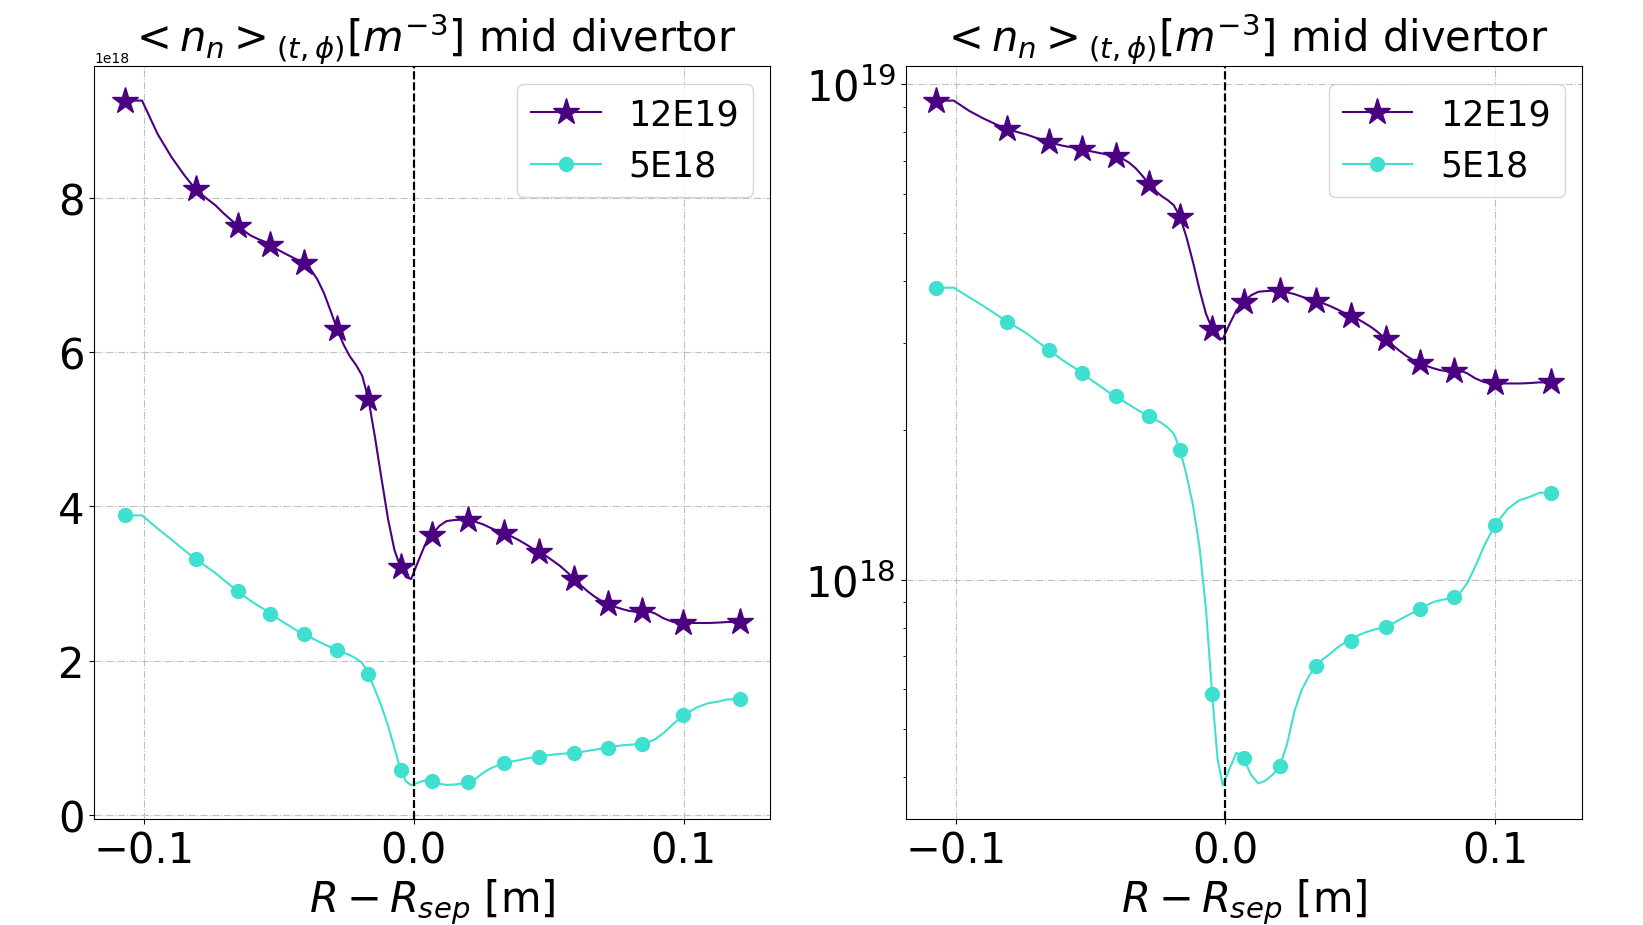 < n_n >_(t, ϕ)[m^−3] mid divertor
1e18
12E19
5E18
8
6
4
2
0
−0.1
0.0
0.1
R − R_sep [m]
< n_n >_(t, ϕ)[m^−3] mid divertor
12E19
5E18
10^19
10^18
−0.1
0.0
0.1
R − R_sep [m]